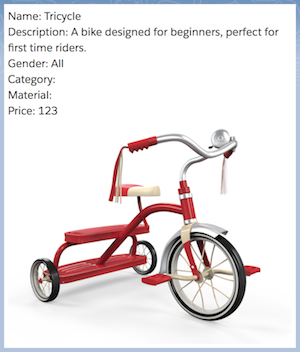 Name: Tricycle
Description: A bike designed for beginners, perfect for
first time riders.
Gender: All
Category:
Material:
Price: 123